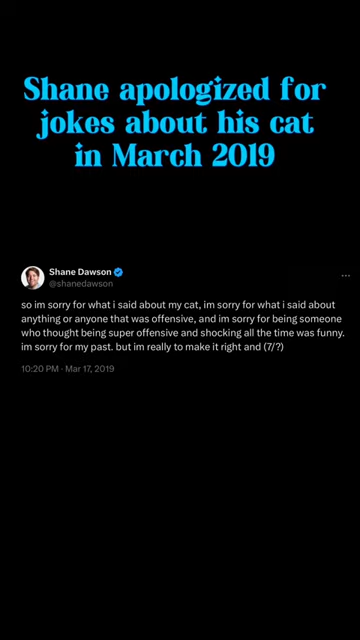 Shane apologized for
jokes about his cat
in March 2019
Shane Dawson
@shanedawson
so im sorry for what i said about my cat, im sorry for what i said about
anything or anyone that was offensive, and im sorry for being someone
who thought being super offensive and shocking all the time was funny.
im sorry for my past. but im really to make it right and (7/?)
10:20 PM · Mar 17, 2019